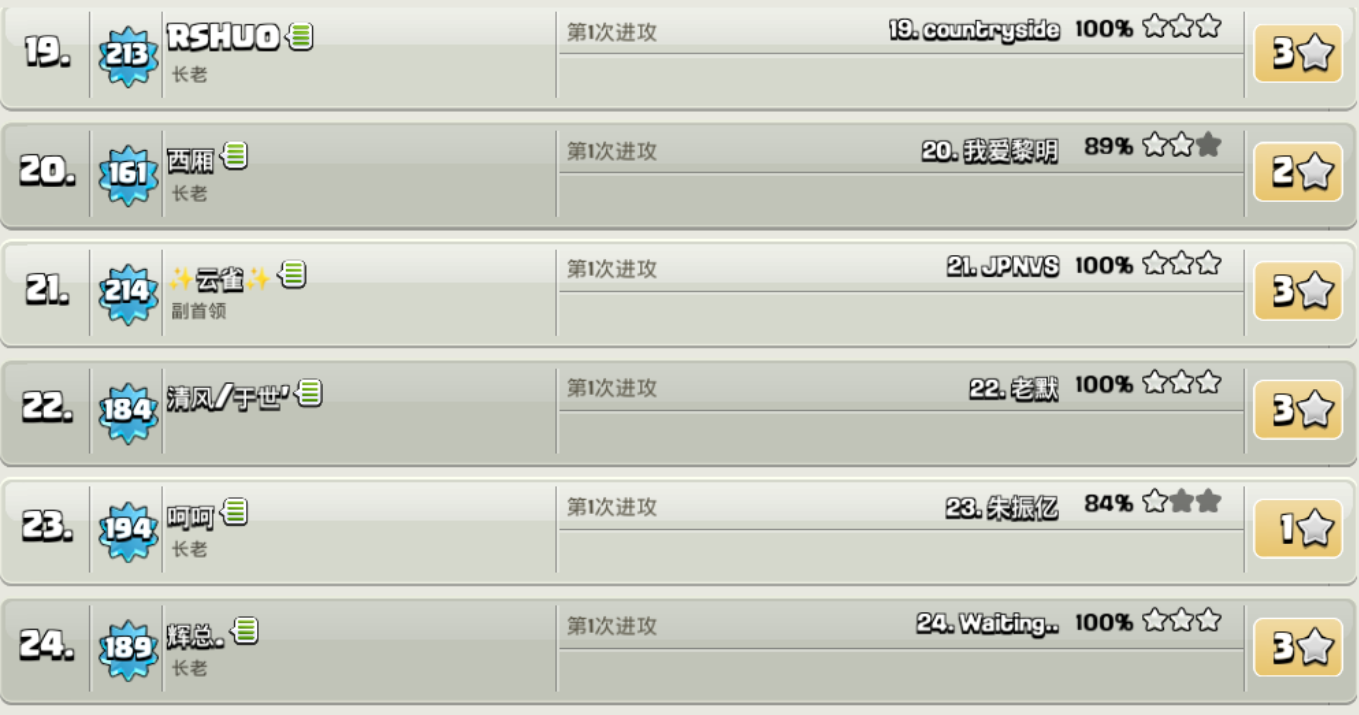 19. 213 RSHUO 第1次进攻 19. countryside 100% 3
长老
20. 161 西厢 第1次进攻 20. 我爱黎明 89% 2
长老
21. 214 ✨云雀✨ 第1次进攻 21. JPNVS 100% 3
副首领
22. 184 清风/于世' 第1次进攻 22. 老默 100% 3
23. 194 呵呵 第1次进攻 23. 朱振亿 84% 1
长老
24. 189 辉总. 第1次进攻 24. Waiting.. 100% 3
长老